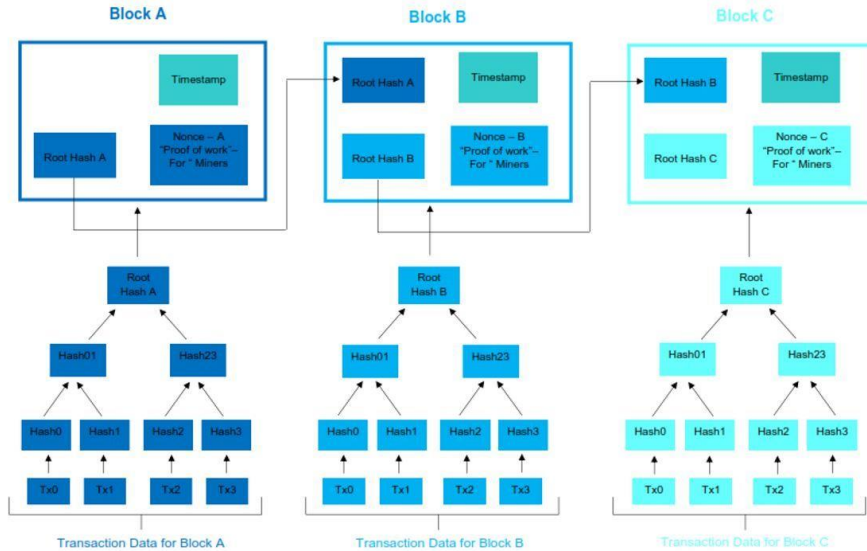 Block A
Block B
Block C
Timestamp
Root Hash A
Nonce – A
“Proof of work”–
For “ Miners
Root Hash A
Timestamp
Root Hash B
Nonce – B
“Proof of work”–
For “ Miners
Root Hash B
Timestamp
Root Hash C
Nonce – C
“Proof of work”–
For “ Miners
Root
Hash A
Hash01
Hash23
Hash0
Hash1
Hash2
Hash3
Tx0
Tx1
Tx2
Tx3
Transaction Data for Block A
Root
Hash B
Hash01
Hash23
Hash0
Hash1
Hash2
Hash3
Tx0
Tx1
Tx2
Tx3
Transaction Data for Block B
Root
Hash C
Hash01
Hash23
Hash0
Hash1
Hash2
Hash3
Tx0
Tx1
Tx2
Tx3
Transaction Data for Block C